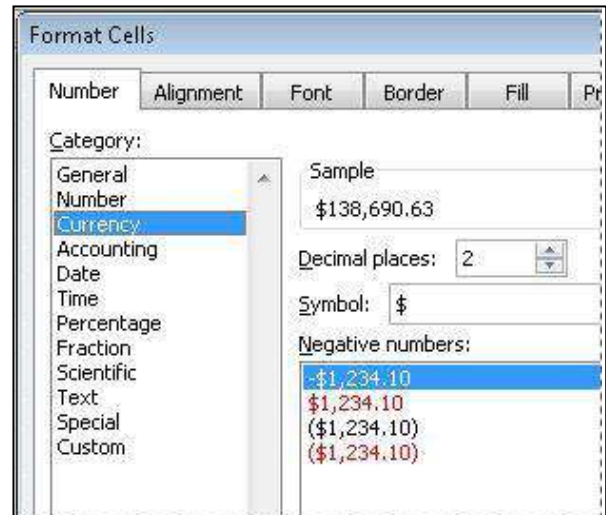 Format Cells
Number Alignment Font Border Fill Pr
Category:
General
Number
Currency
Accounting
Date
Time
Percentage
Fraction
Scientific
Text
Special
Custom
Sample
$138,690.63
Decimal places: 2
Symbol: $
Negative numbers:
-$1,234.10
$1,234.10
($1,234.10)
($1,234.10)